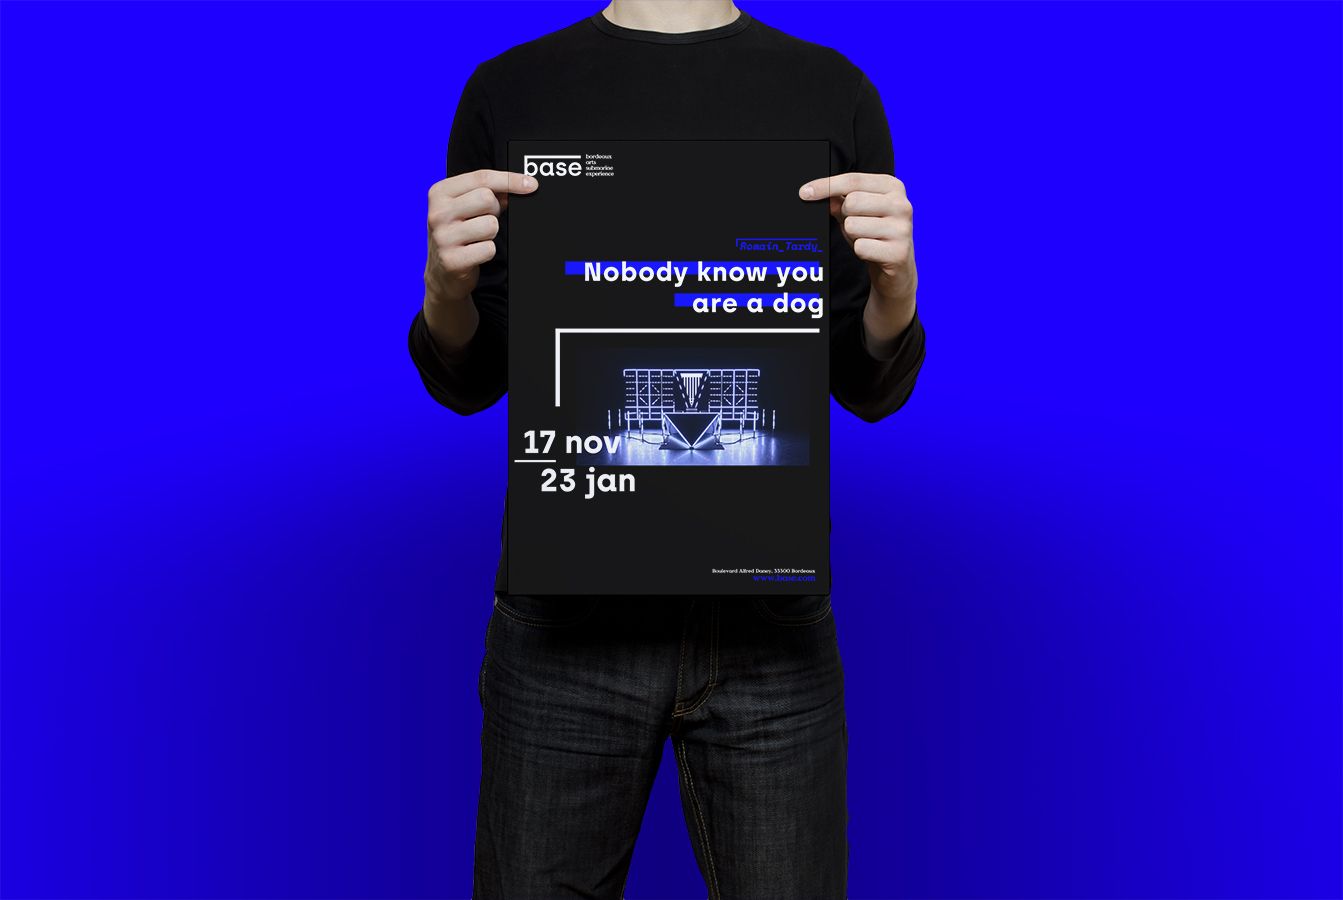 base
bordeaux
arts
submarine
experience
Romain_Tardy_
Nobody know you
are a dog
17 nov
23 jan
Boulevard Alfred Daney, 33300 Bordeaux
www.base.com